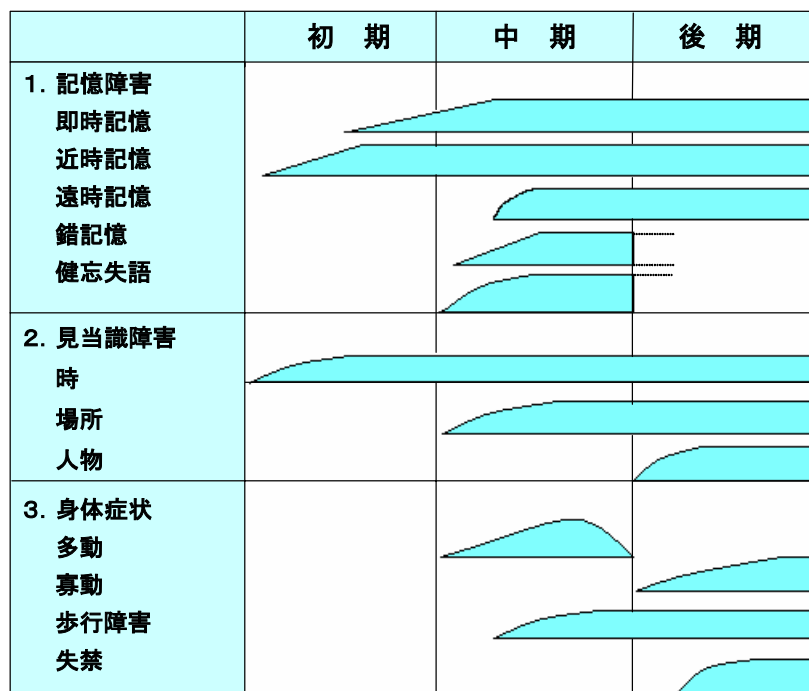 初 期 中 期 後 期
1. 記憶障害
即時記憶
近時記憶
遠時記憶
錯記憶
健忘失語
2. 見当識障害
時
場所
人物
3. 身体症状
多動
寡動
歩行障害
失禁